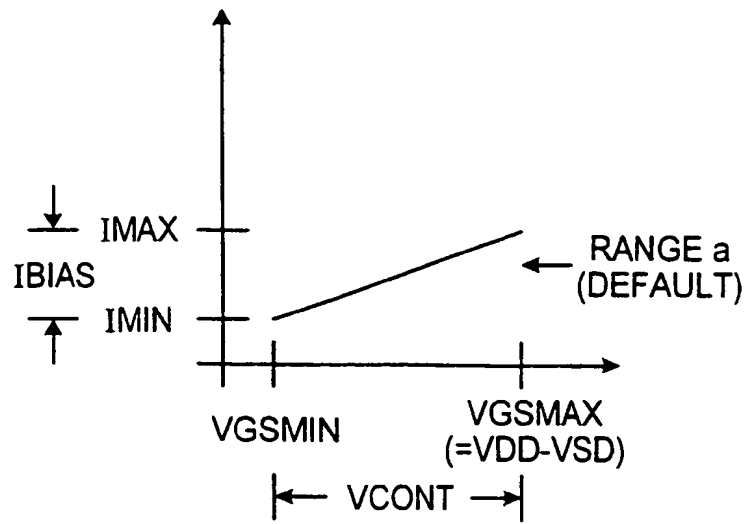 IMAX
IBIAS
IMIN
RANGE a
(DEFAULT)
VGSMIN
VGSMAX
(=VDD-VSD)
VCONT